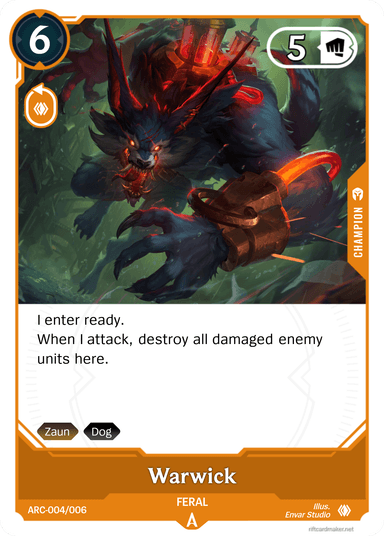 6
5
CHAMPION
I enter ready.
When I attack, destroy all damaged enemy
units here.
Zaun Dog
Warwick
FERAL
ARC-004/006
Illus.
Envar Studio
A
riftcardmaker.net